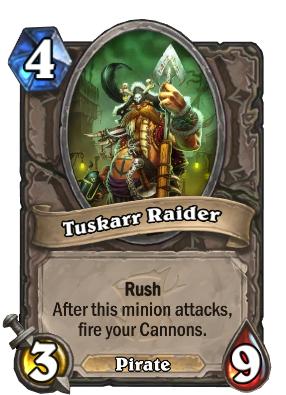 4
Tuskarr Raider
Rush
After this minion attacks,
fire your Cannons.
3
Pirate
9